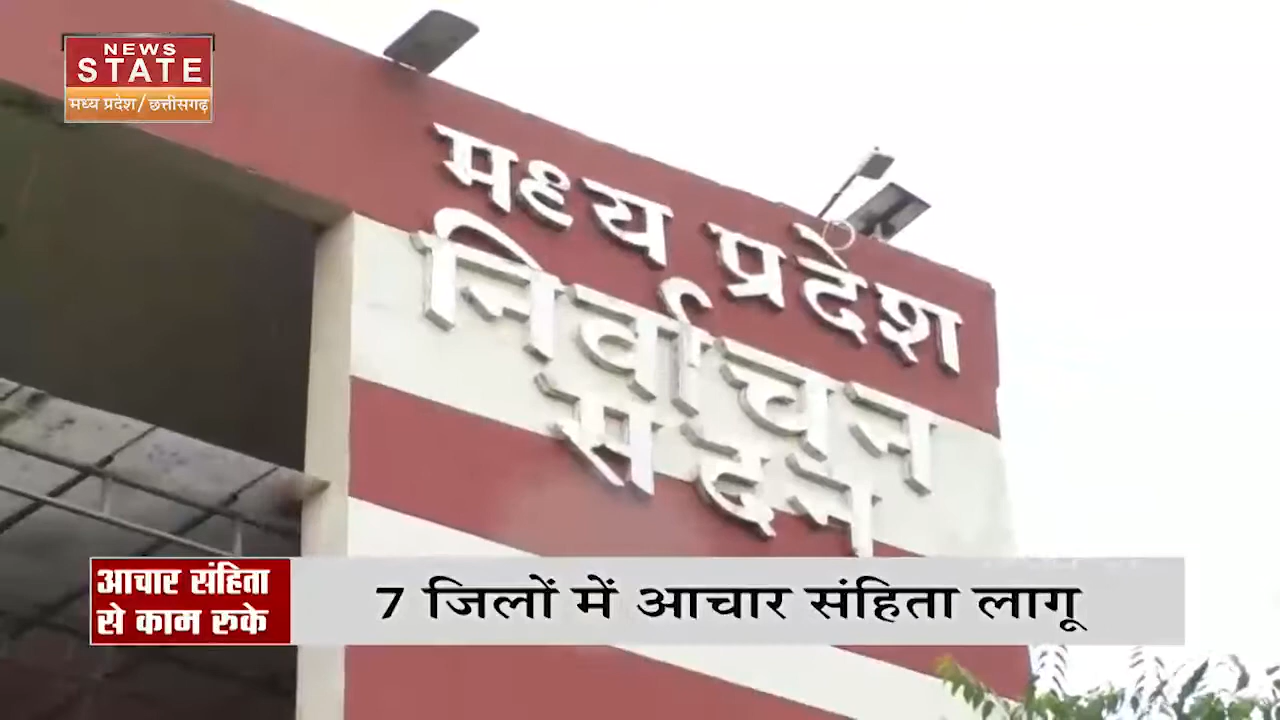 NEWS
STATE
मध्य प्रदेश/छत्तीसगढ़
मध्य प्रदेश
निर्वाचन
सदन
आचार संहिता
से काम रुके
7 जिलों में आचार संहिता लागू